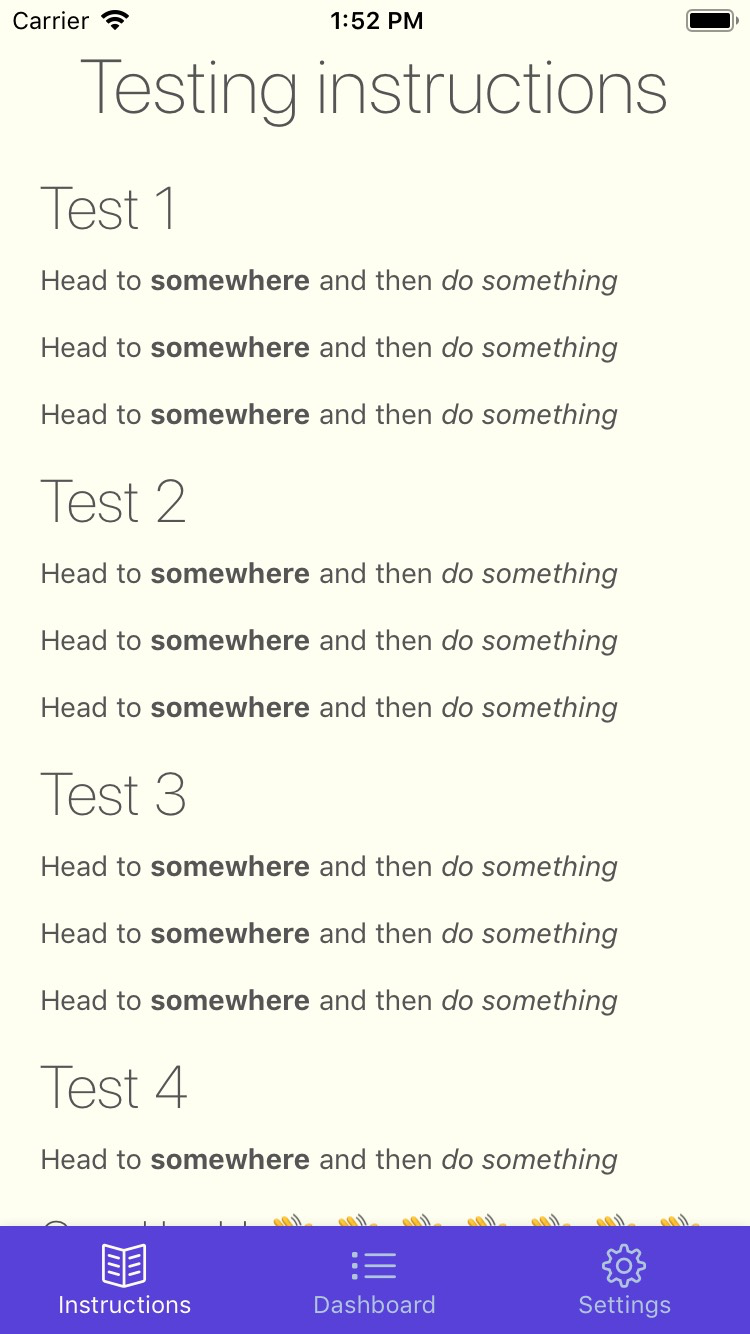 Carrier
1:52 PM
Testing instructions
Test 1
Head to somewhere and then do something
Head to somewhere and then do something
Head to somewhere and then do something
Test 2
Head to somewhere and then do something
Head to somewhere and then do something
Head to somewhere and then do something
Test 3
Head to somewhere and then do something
Head to somewhere and then do something
Head to somewhere and then do something
Test 4
Head to somewhere and then do something
Instructions
Dashboard
Settings